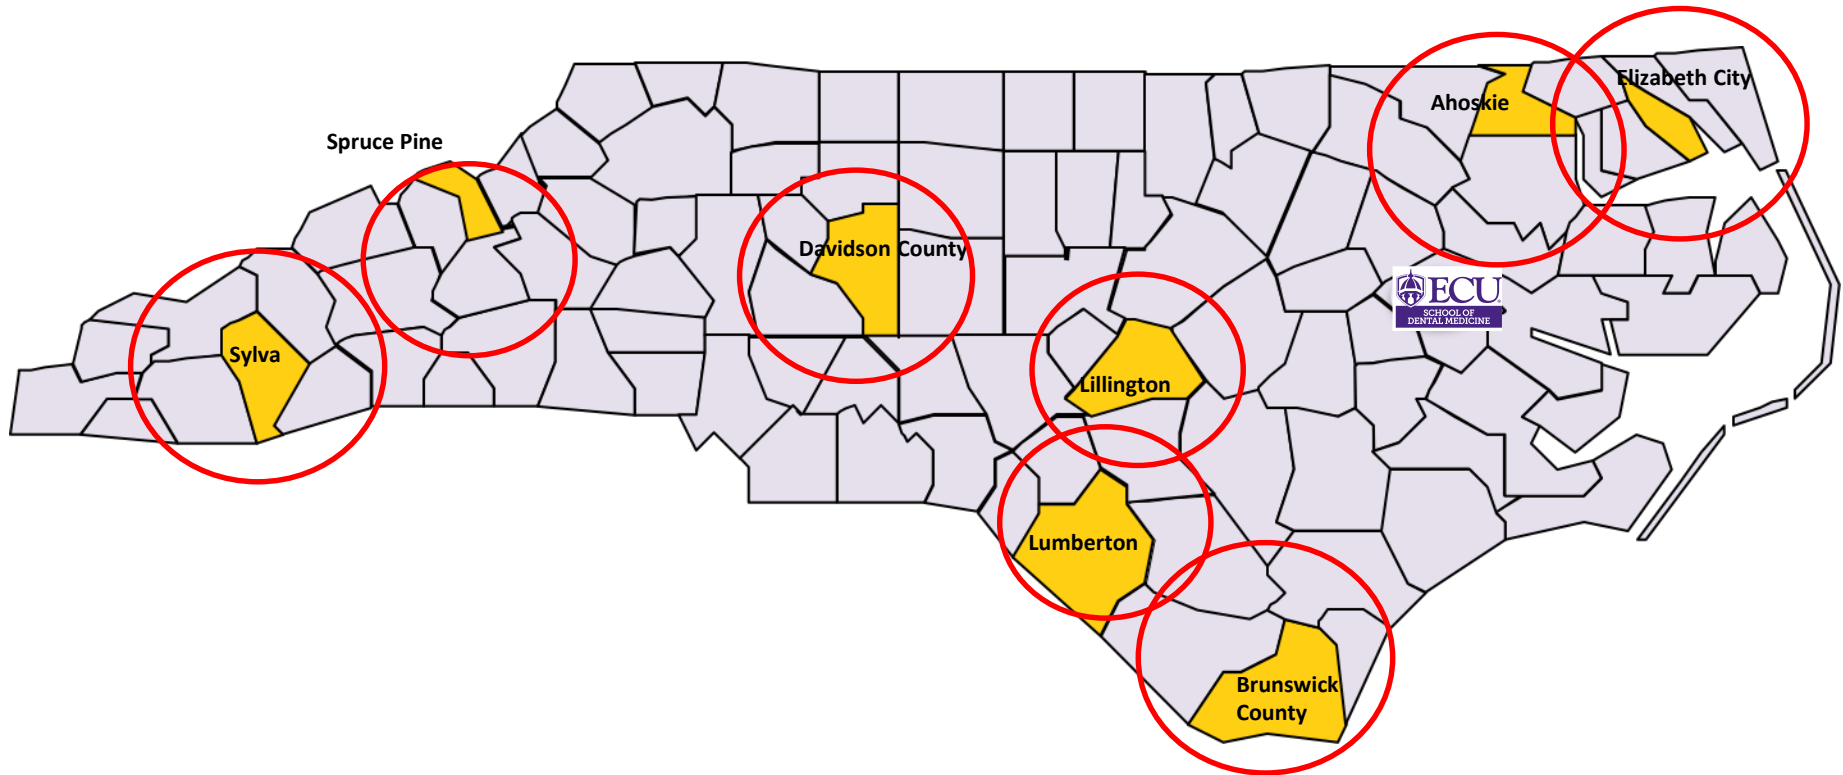 Elizabeth City
Ahoskie
Spruce Pine
Davidson County
ECU
SCHOOL OF
DENTAL MEDICINE
Sylva
Lillington
Lumberton
Brunswick
County